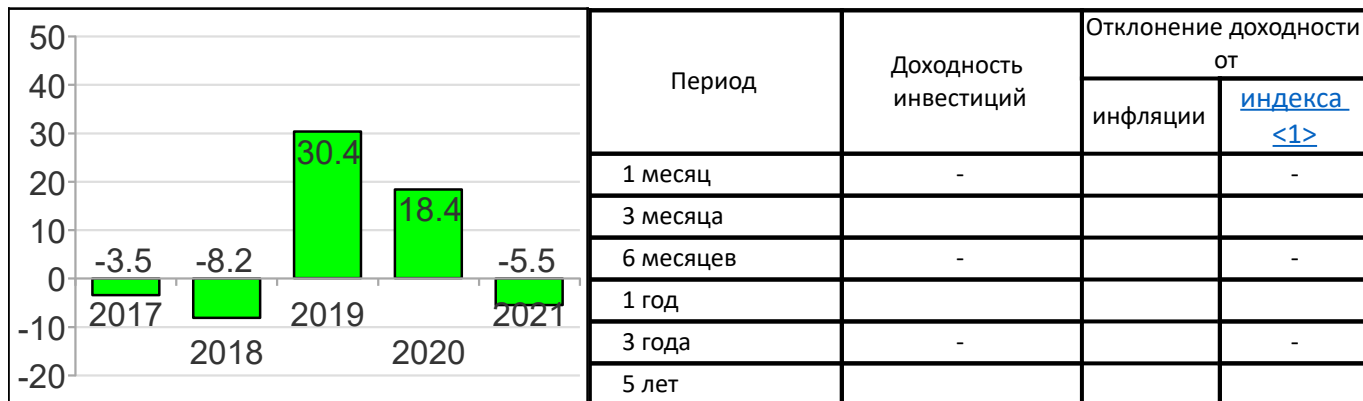 50
40
30
20
10
0
-10
-20
-3.5
-8.2
30.4
18.4
-5.5
2017
2018
2019
2020
2021
Период
Доходность
инвестиций
Отклонение доходности
от
инфляции
индекса
<1>
1 месяц - -
3 месяца
6 месяцев - -
1 год
3 года - -
5 лет